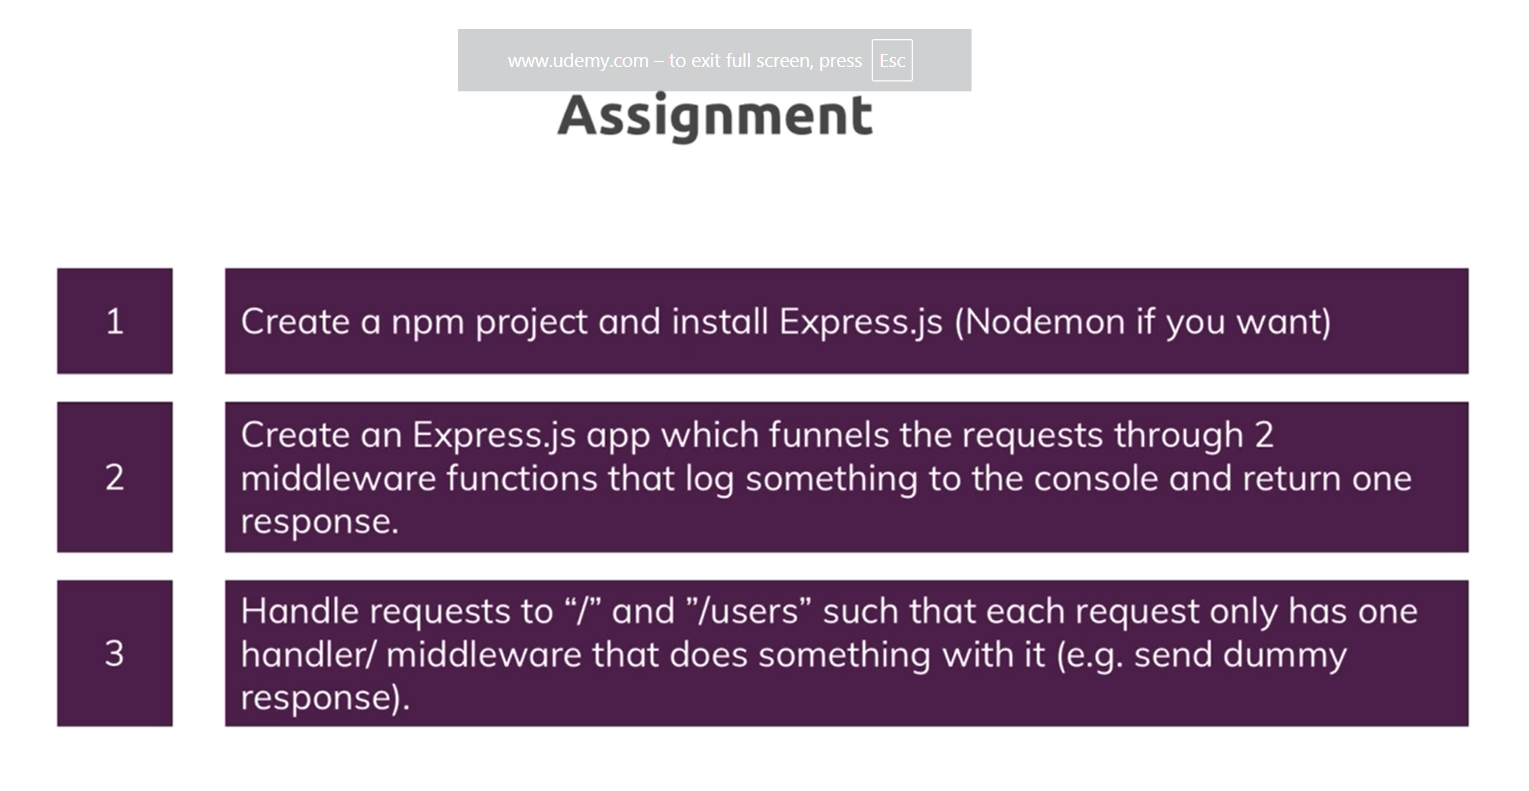 www.udemy.com – to exit full screen, press Esc
Assignment
1
Create a npm project and install Express.js (Nodemon if you want)
2
Create an Express.js app which funnels the requests through 2
middleware functions that log something to the console and return one
response.
3
Handle requests to “/” and ”/users” such that each request only has one
handler/ middleware that does something with it (e.g. send dummy
response).